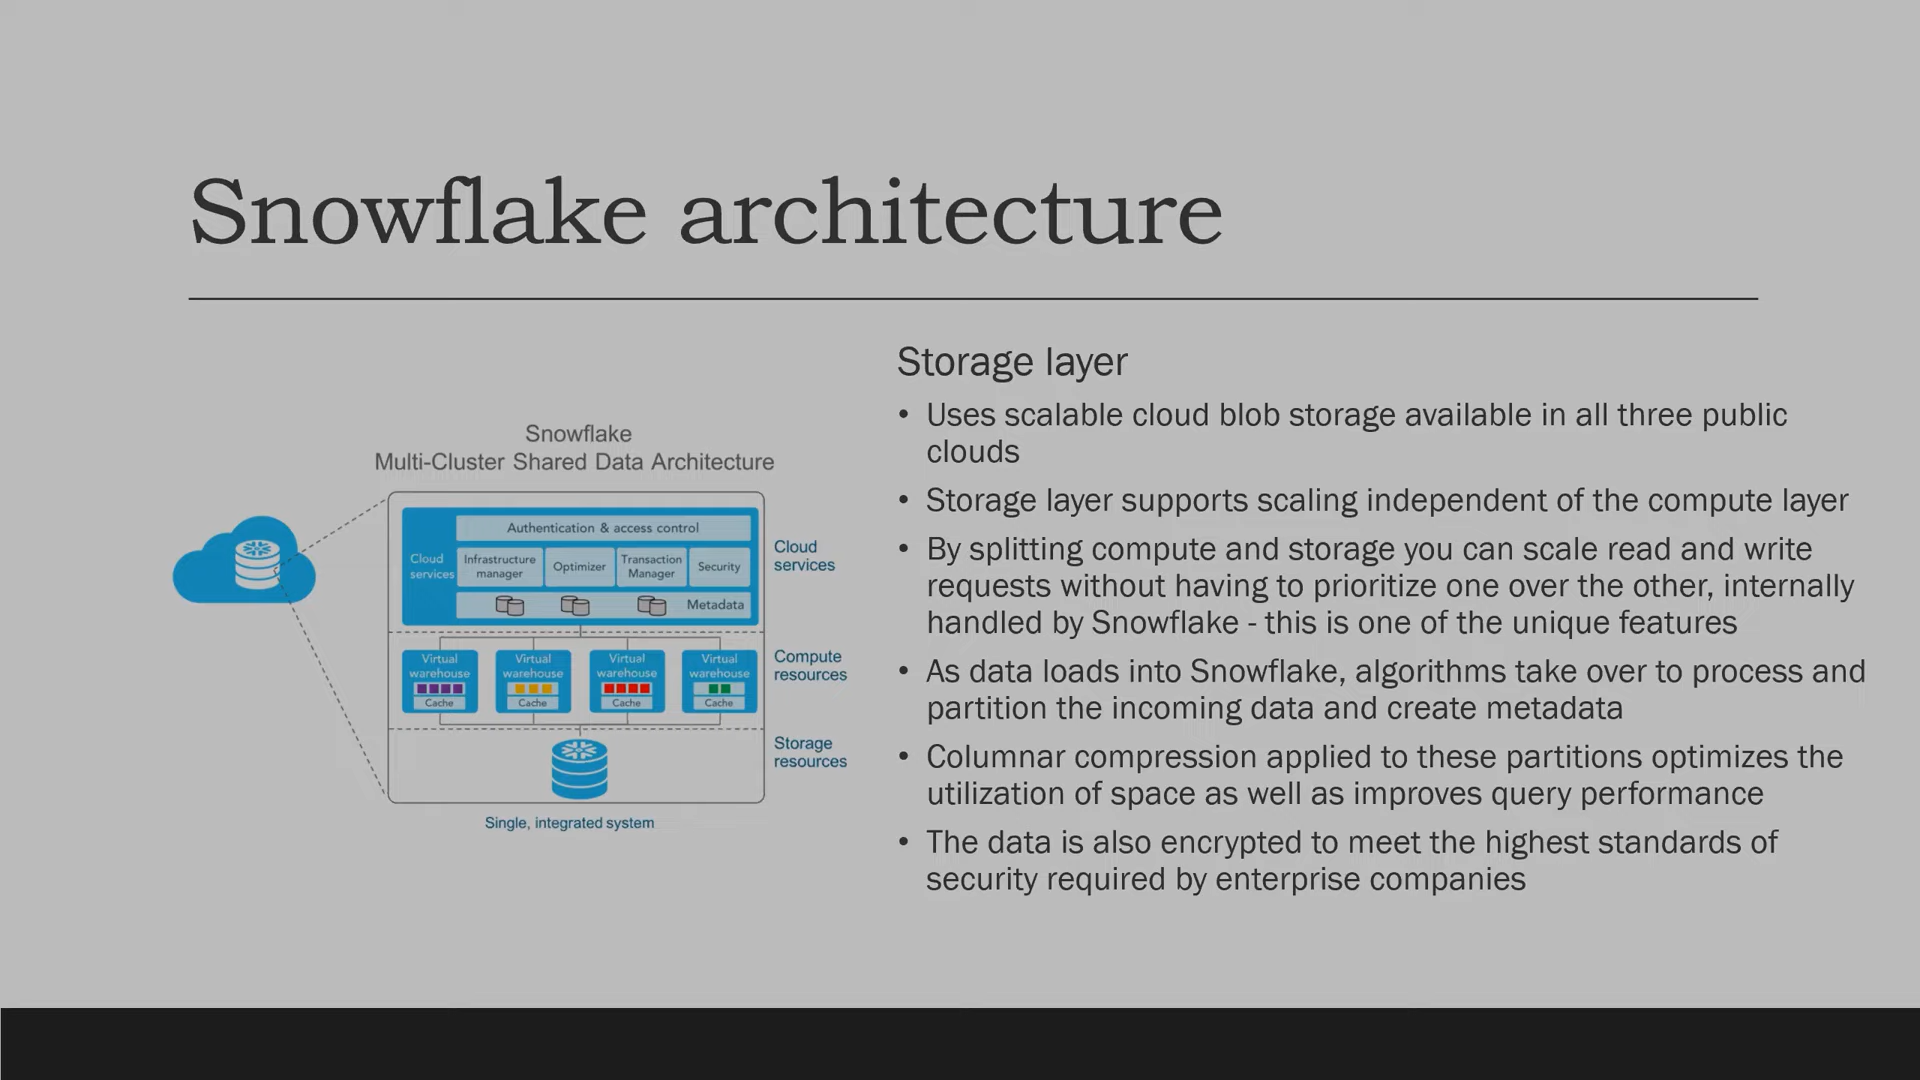 Snowflake architecture
Snowflake
Multi-Cluster Shared Data Architecture
Authentication & access control
Cloud
services
Infrastructure
manager
Optimizer
Transaction
Manager
Security
Metadata
Cloud
services
Virtual
warehouse
Cache
Virtual
warehouse
Cache
Virtual
warehouse
Cache
Virtual
warehouse
Cache
Compute
resources
Storage
resources
Single, integrated system
Storage layer
• Uses scalable cloud blob storage available in all three public
clouds
• Storage layer supports scaling independent of the compute layer
• By splitting compute and storage you can scale read and write
requests without having to prioritize one over the other, internally
handled by Snowflake - this is one of the unique features
• As data loads into Snowflake, algorithms take over to process and
partition the incoming data and create metadata
• Columnar compression applied to these partitions optimizes the
utilization of space as well as improves query performance
• The data is also encrypted to meet the highest standards of
security required by enterprise companies